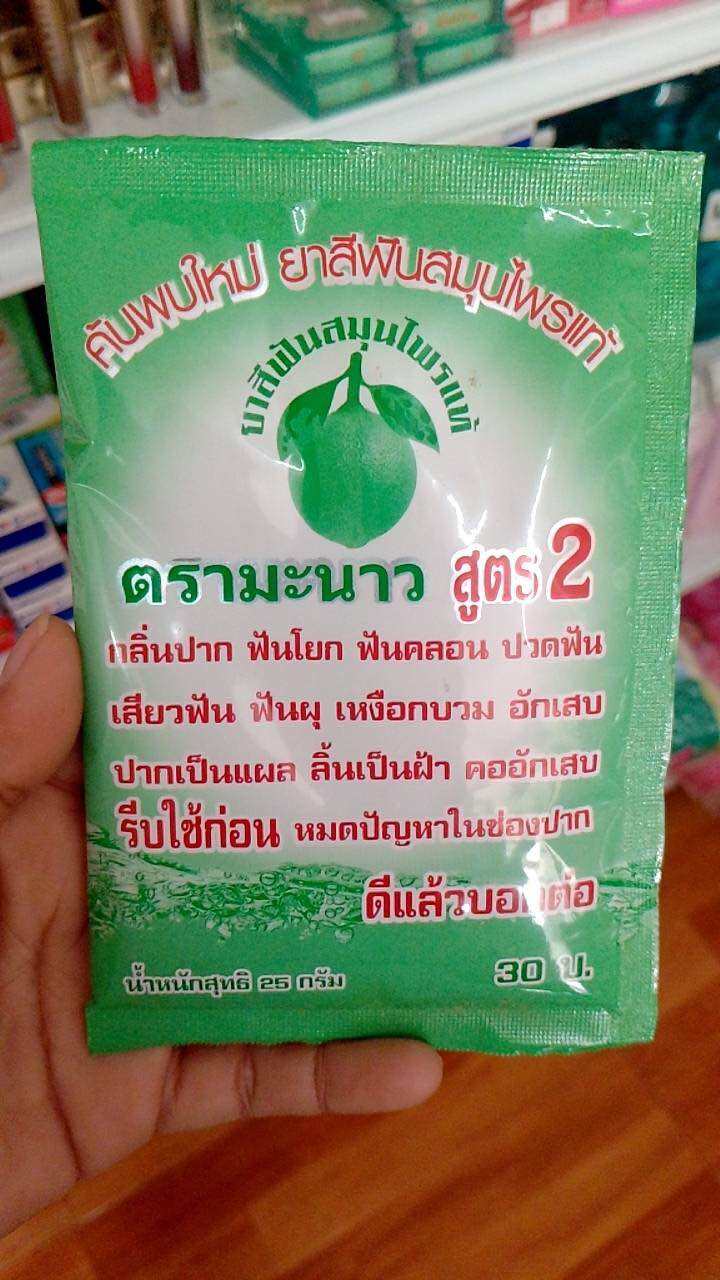 ค้นพบใหม่ ยาสีฟันสมุนไพรแท้
ยาสีฟันสมุนไพรแท้
ตรามะนาว สูตร 2
กลิ่นปาก ฟันโยก ฟันคลอน ปวดฟัน
เสียวฟัน ฟันผุ เหงือกบวม อักเสบ
ปากเป็นแผล ลิ้นเป็นฝ้า คออักเสบ
รีบใช้ก่อน หมดปัญหาในช่องปาก
ดีแล้วบอกต่อ
น้ำหนักสุทธิ 25 กรัม
30 บ.